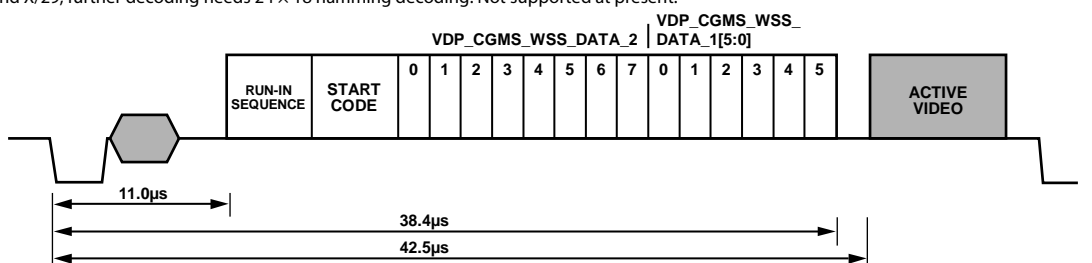 VDP_CGMS_WSS_
VDP_CGMS_WSS_DATA_2 DATA_1[5:0]
0 1 2 3 4 5 6 7 0 1 2 3 4 5
RUN-IN
SEQUENCE
START
CODE
ACTIVE
VIDEO
11.0µs
38.4µs
42.5µs